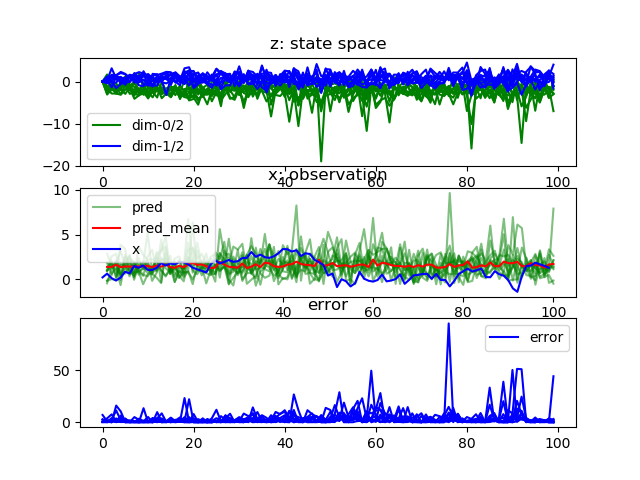 z: state space
0
−10
−20
dim-0/2
dim-1/2
0 20 40 60 80 100
x: observation
10
5
0
pred
pred_mean
x
0 20 40 60 80 100
error
50
0
error
0 20 40 60 80 100